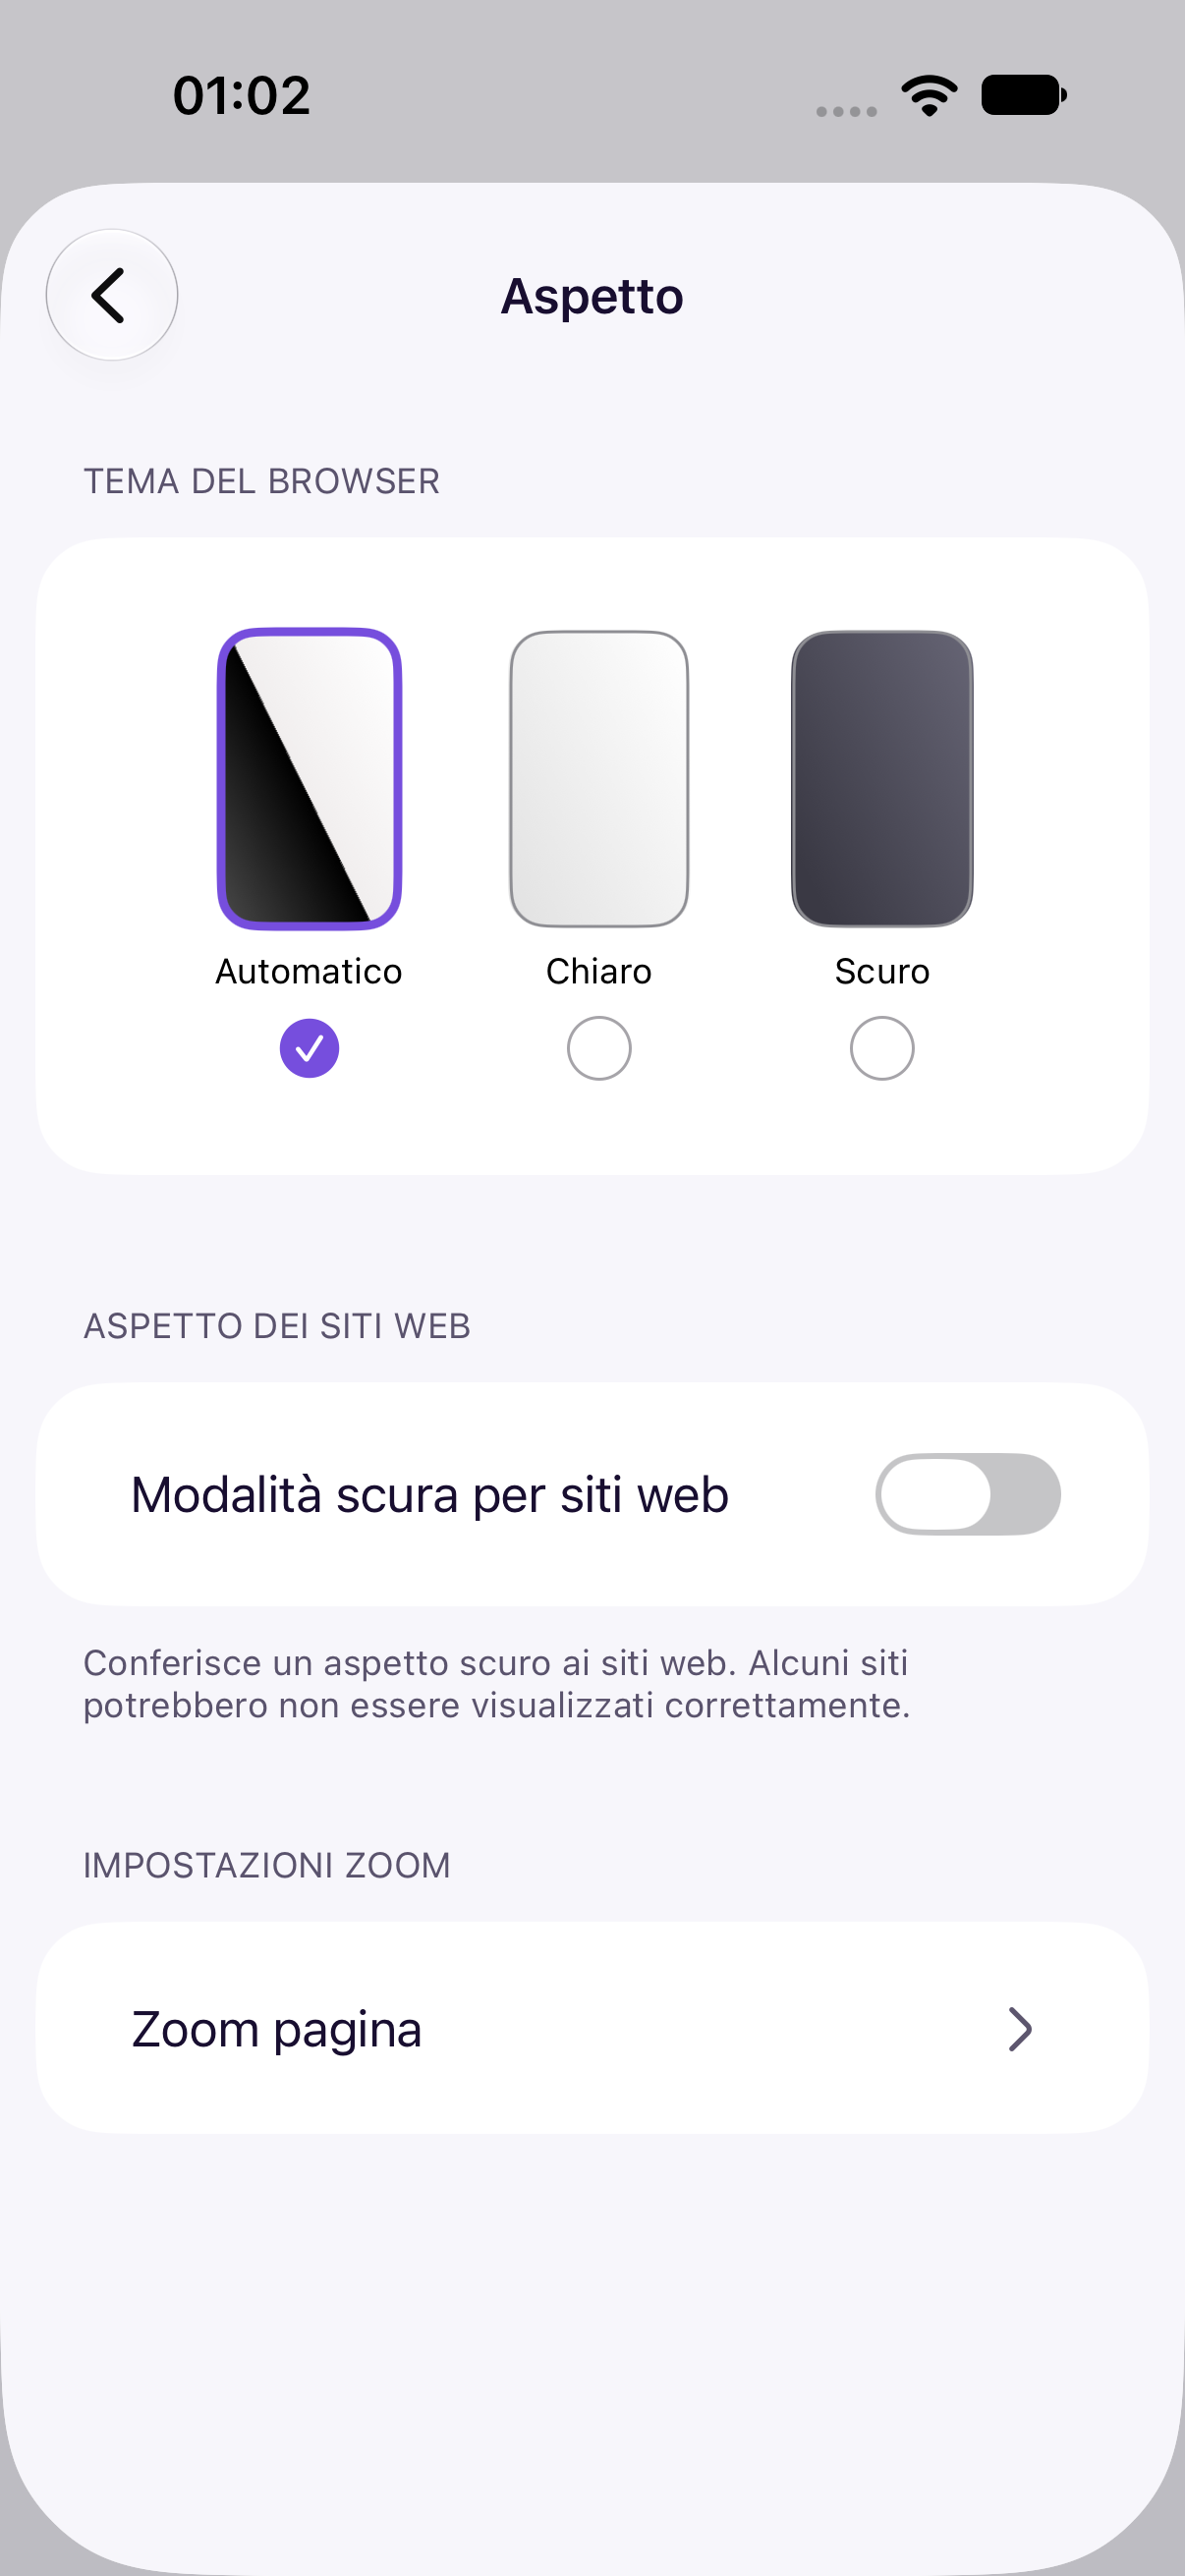 01:02
Aspetto
TEMA DEL BROWSER
Automatico
Chiaro
Scuro
ASPETTO DEI SITI WEB
Modalità scura per siti web
Conferisce un aspetto scuro ai siti web. Alcuni siti
potrebbero non essere visualizzati correttamente.
IMPOSTAZIONI ZOOM
Zoom pagina